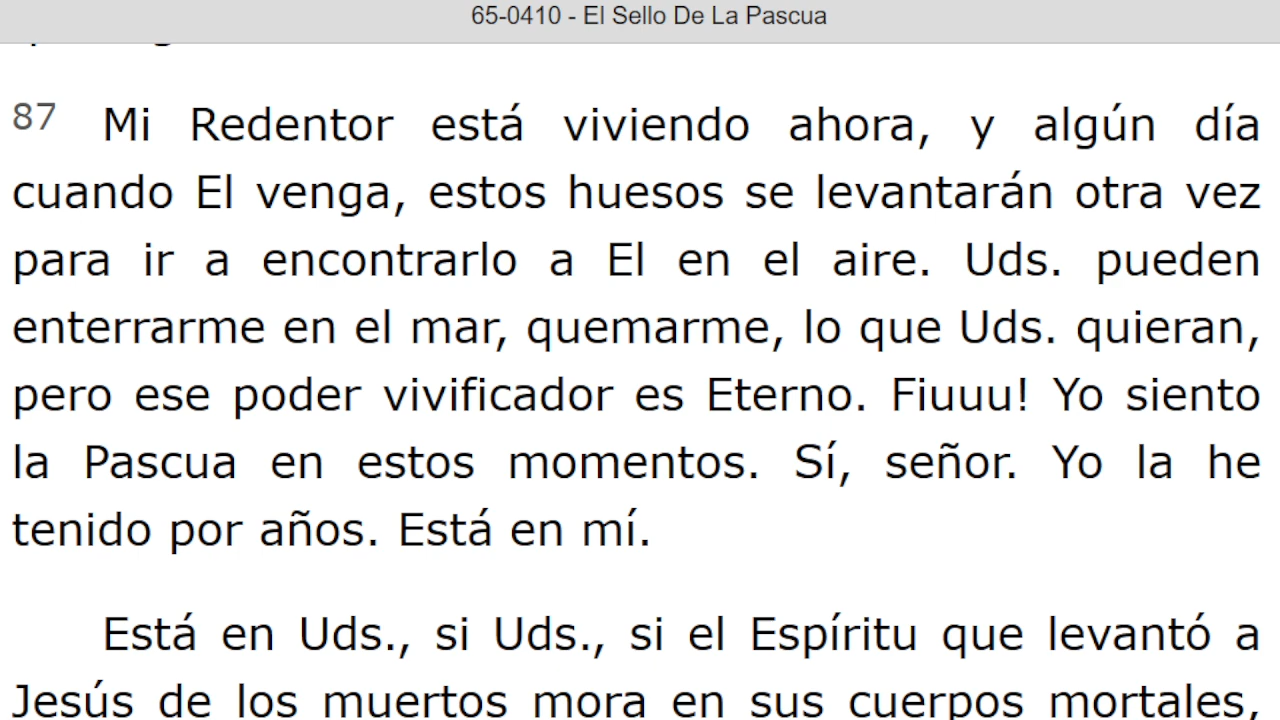 65-0410 - El Sello De La Pascua
87 Mi Redentor está viviendo ahora, y algún día
cuando El venga, estos huesos se levantarán otra vez
para ir a encontrarlo a El en el aire. Uds. pueden
enterrarme en el mar, quemarme, lo que Uds. quieran,
pero ese poder vivificador es Eterno. Fiuuu! Yo siento
la Pascua en estos momentos. Sí, señor. Yo la he
tenido por años. Está en mí.
Está en Uds., si Uds., si el Espíritu que levantó a
Jesús de los muertos mora en sus cuerpos mortales,